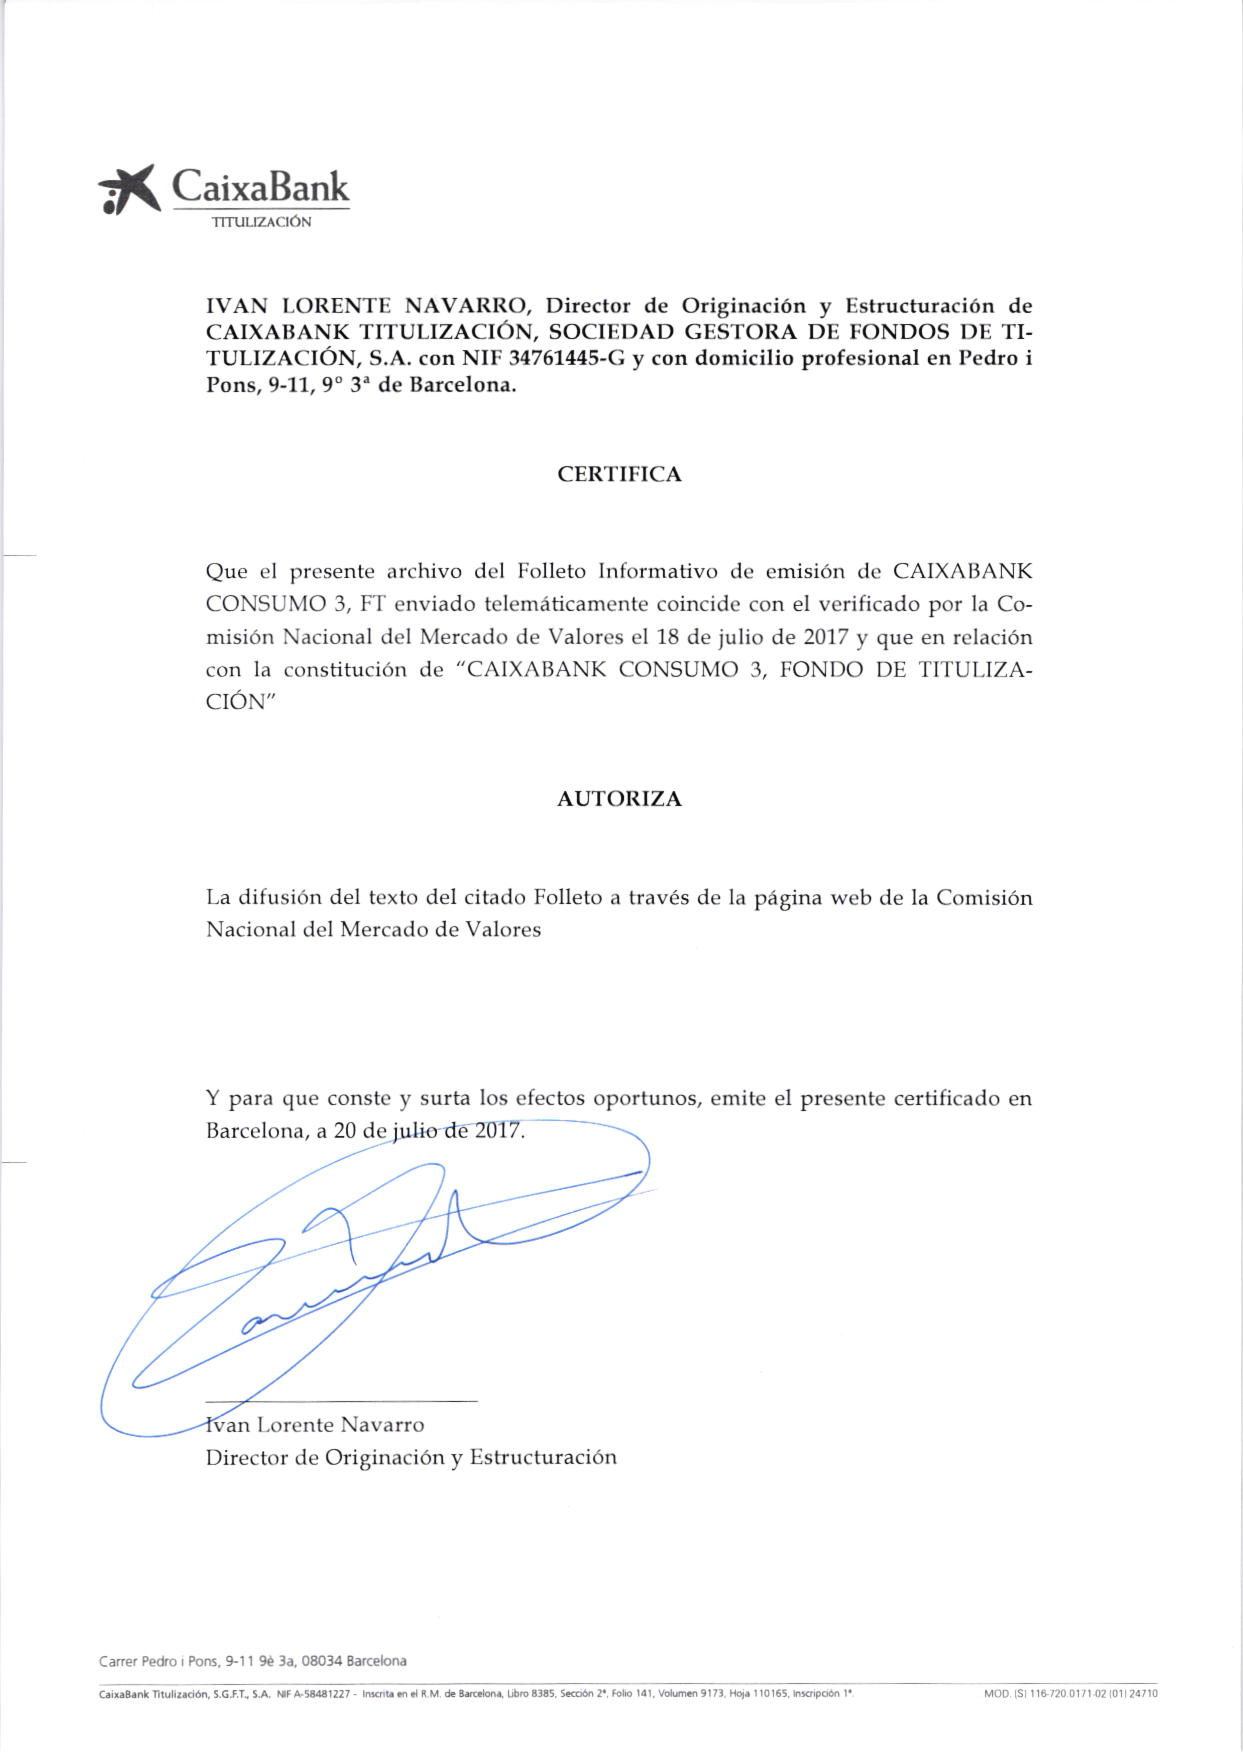 CaixaBank
TITULIZACIÓN
IVAN LORENTE NAVARRO, Director de Originación y Estructuración de
CAIXABANK TITULIZACIÓN, SOCIEDAD GESTORA DE FONDOS DE TI-
TULIZACIÓN, S.A. con NIF 34761445-G y con domicilio profesional en Pedro i
Pons, 9-11, 9º 3ª de Barcelona.
CERTIFICA
Que el presente archivo del Folleto Informativo de emisión de CAIXABANK
CONSUMO 3, FT enviado telemáticamente coincide con el verificado por la Co-
misión Nacional del Mercado de Valores el 18 de julio de 2017 y que en relación
con la constitución de “CAIXABANK CONSUMO 3, FONDO DE TITULIZA-
CIÓN”
AUTORIZA
La difusión del texto del citado Folleto a través de la página web de la Comisión
Nacional del Mercado de Valores
Y para que conste y surta los efectos oportunos, emite el presente certificado en
Barcelona, a 20 de julio de 2017.
Ivan Lorente Navarro
Director de Originación y Estructuración
Carrer Pedro i Pons, 9-11 9è 3a, 08034 Barcelona
CaixaBank Titulización, S.G.F.T., S.A. NIF A-58481227 - Inscrita en el R.M. de Barcelona, Libro 8385, Sección 2ª, Folio 141, Volumen 9173, Hoja 110165, Inscripción 1ª.
MOD. (S) 116-720.0171-02 (01) 24710